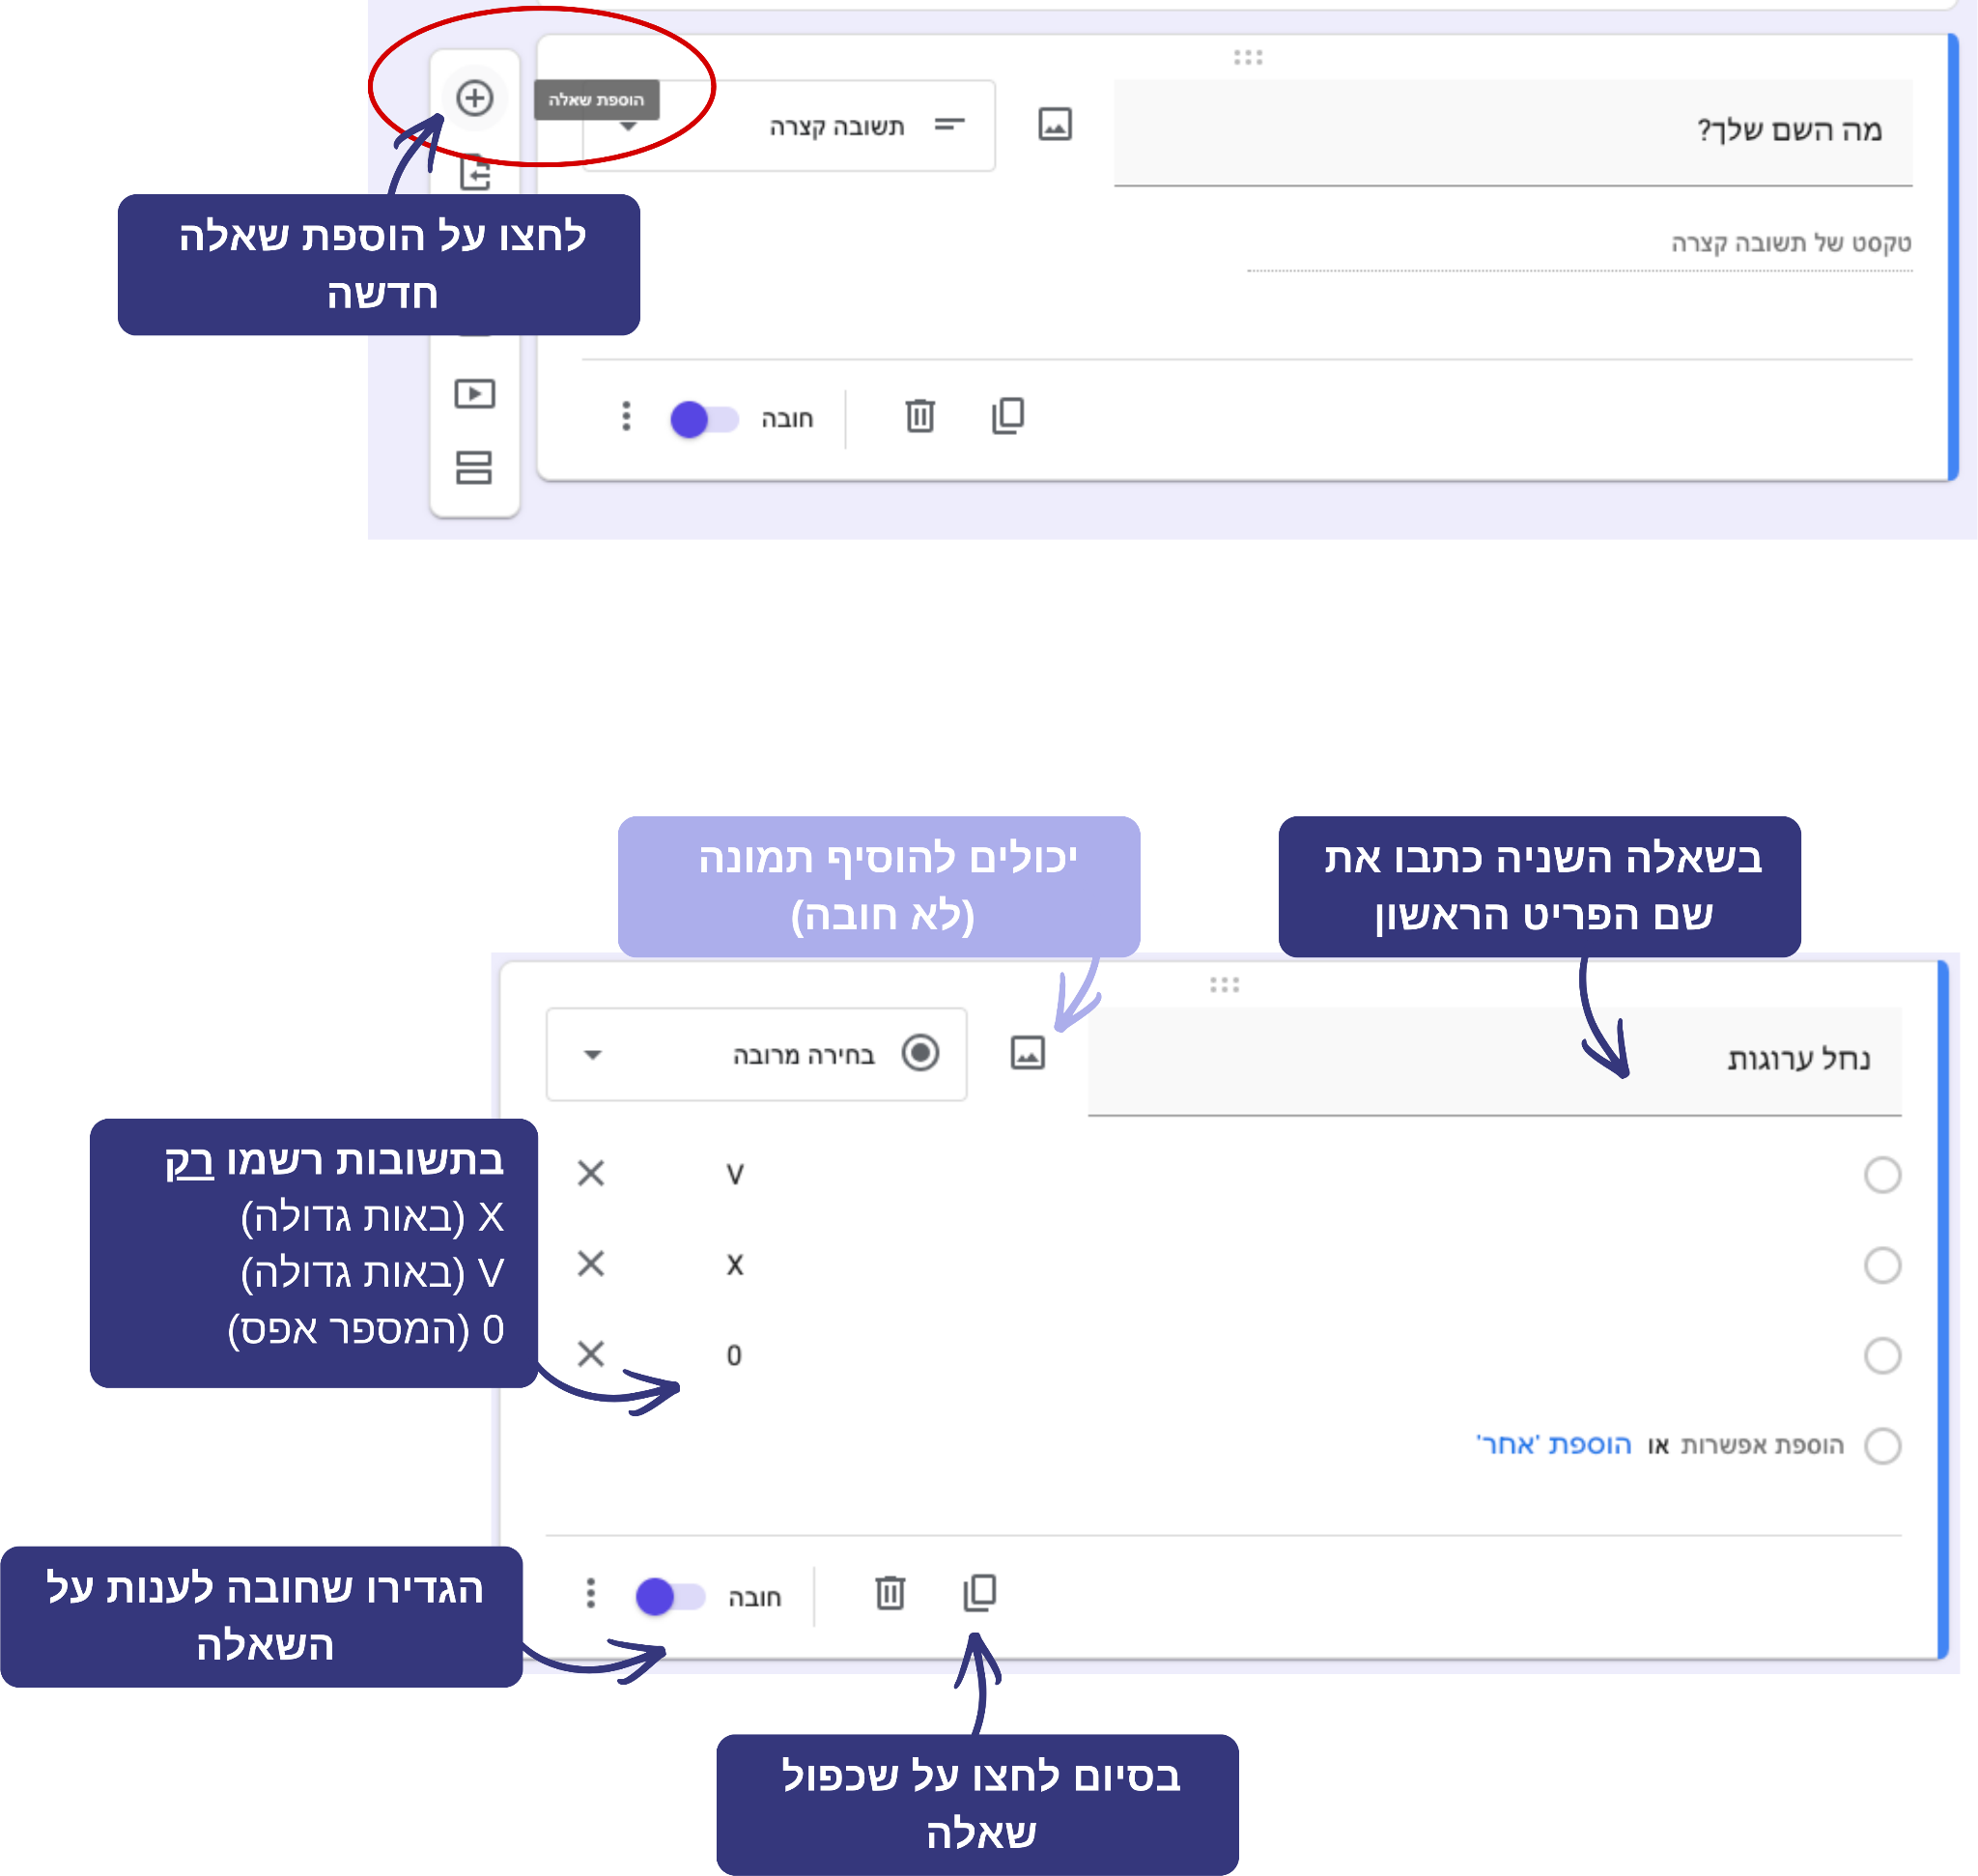 הוספת שאלה
מה השם שלך?
תשובה קצרה
לחצו על הוספת שאלה
חדשה
טקסט של תשובה קצרה
חובה
בשאלה השניה כתבו את
שם הפריט הראשון
יכולים להוסיף תמונה
(לא חובה)
נחל ערוגות
בחירה מרובה
V
X
0
בתשובות רשמו רק
X (באות גדולה)
V (באות גדולה)
0 (המספר אפס)
הוספת אפשרות או הוספת 'אחר'
חובה
הגדירו שחובה לענות על
השאלה
בסיום לחצו על שכפול
שאלה